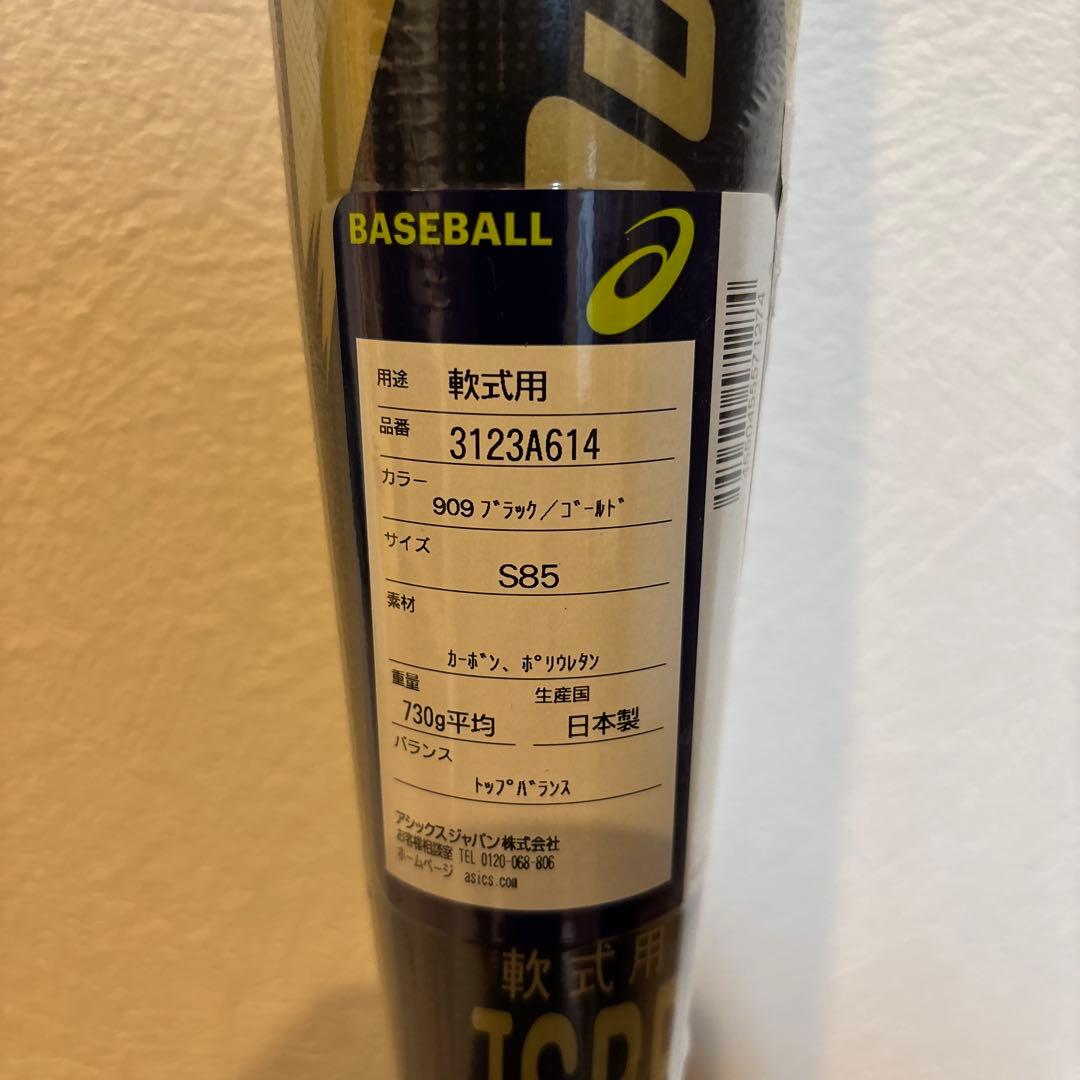 BASEBALL
用途 軟式用
品番 3123A614
カラー
909 ﾌﾞﾗｯｸ／ｺﾞｰﾙﾄﾞ
サイズ
S85
素材
ｶｰﾎﾞﾝ、ﾎﾟﾘｳﾚﾀﾝ
重量 生産国
730g平均 日本製
バランス
ﾄｯﾌﾟﾊﾞﾗﾝｽ
アシックスジャパン株式会社
お客様相談室 TEL 0120-068-806
ホームページ asics.com
軟式用